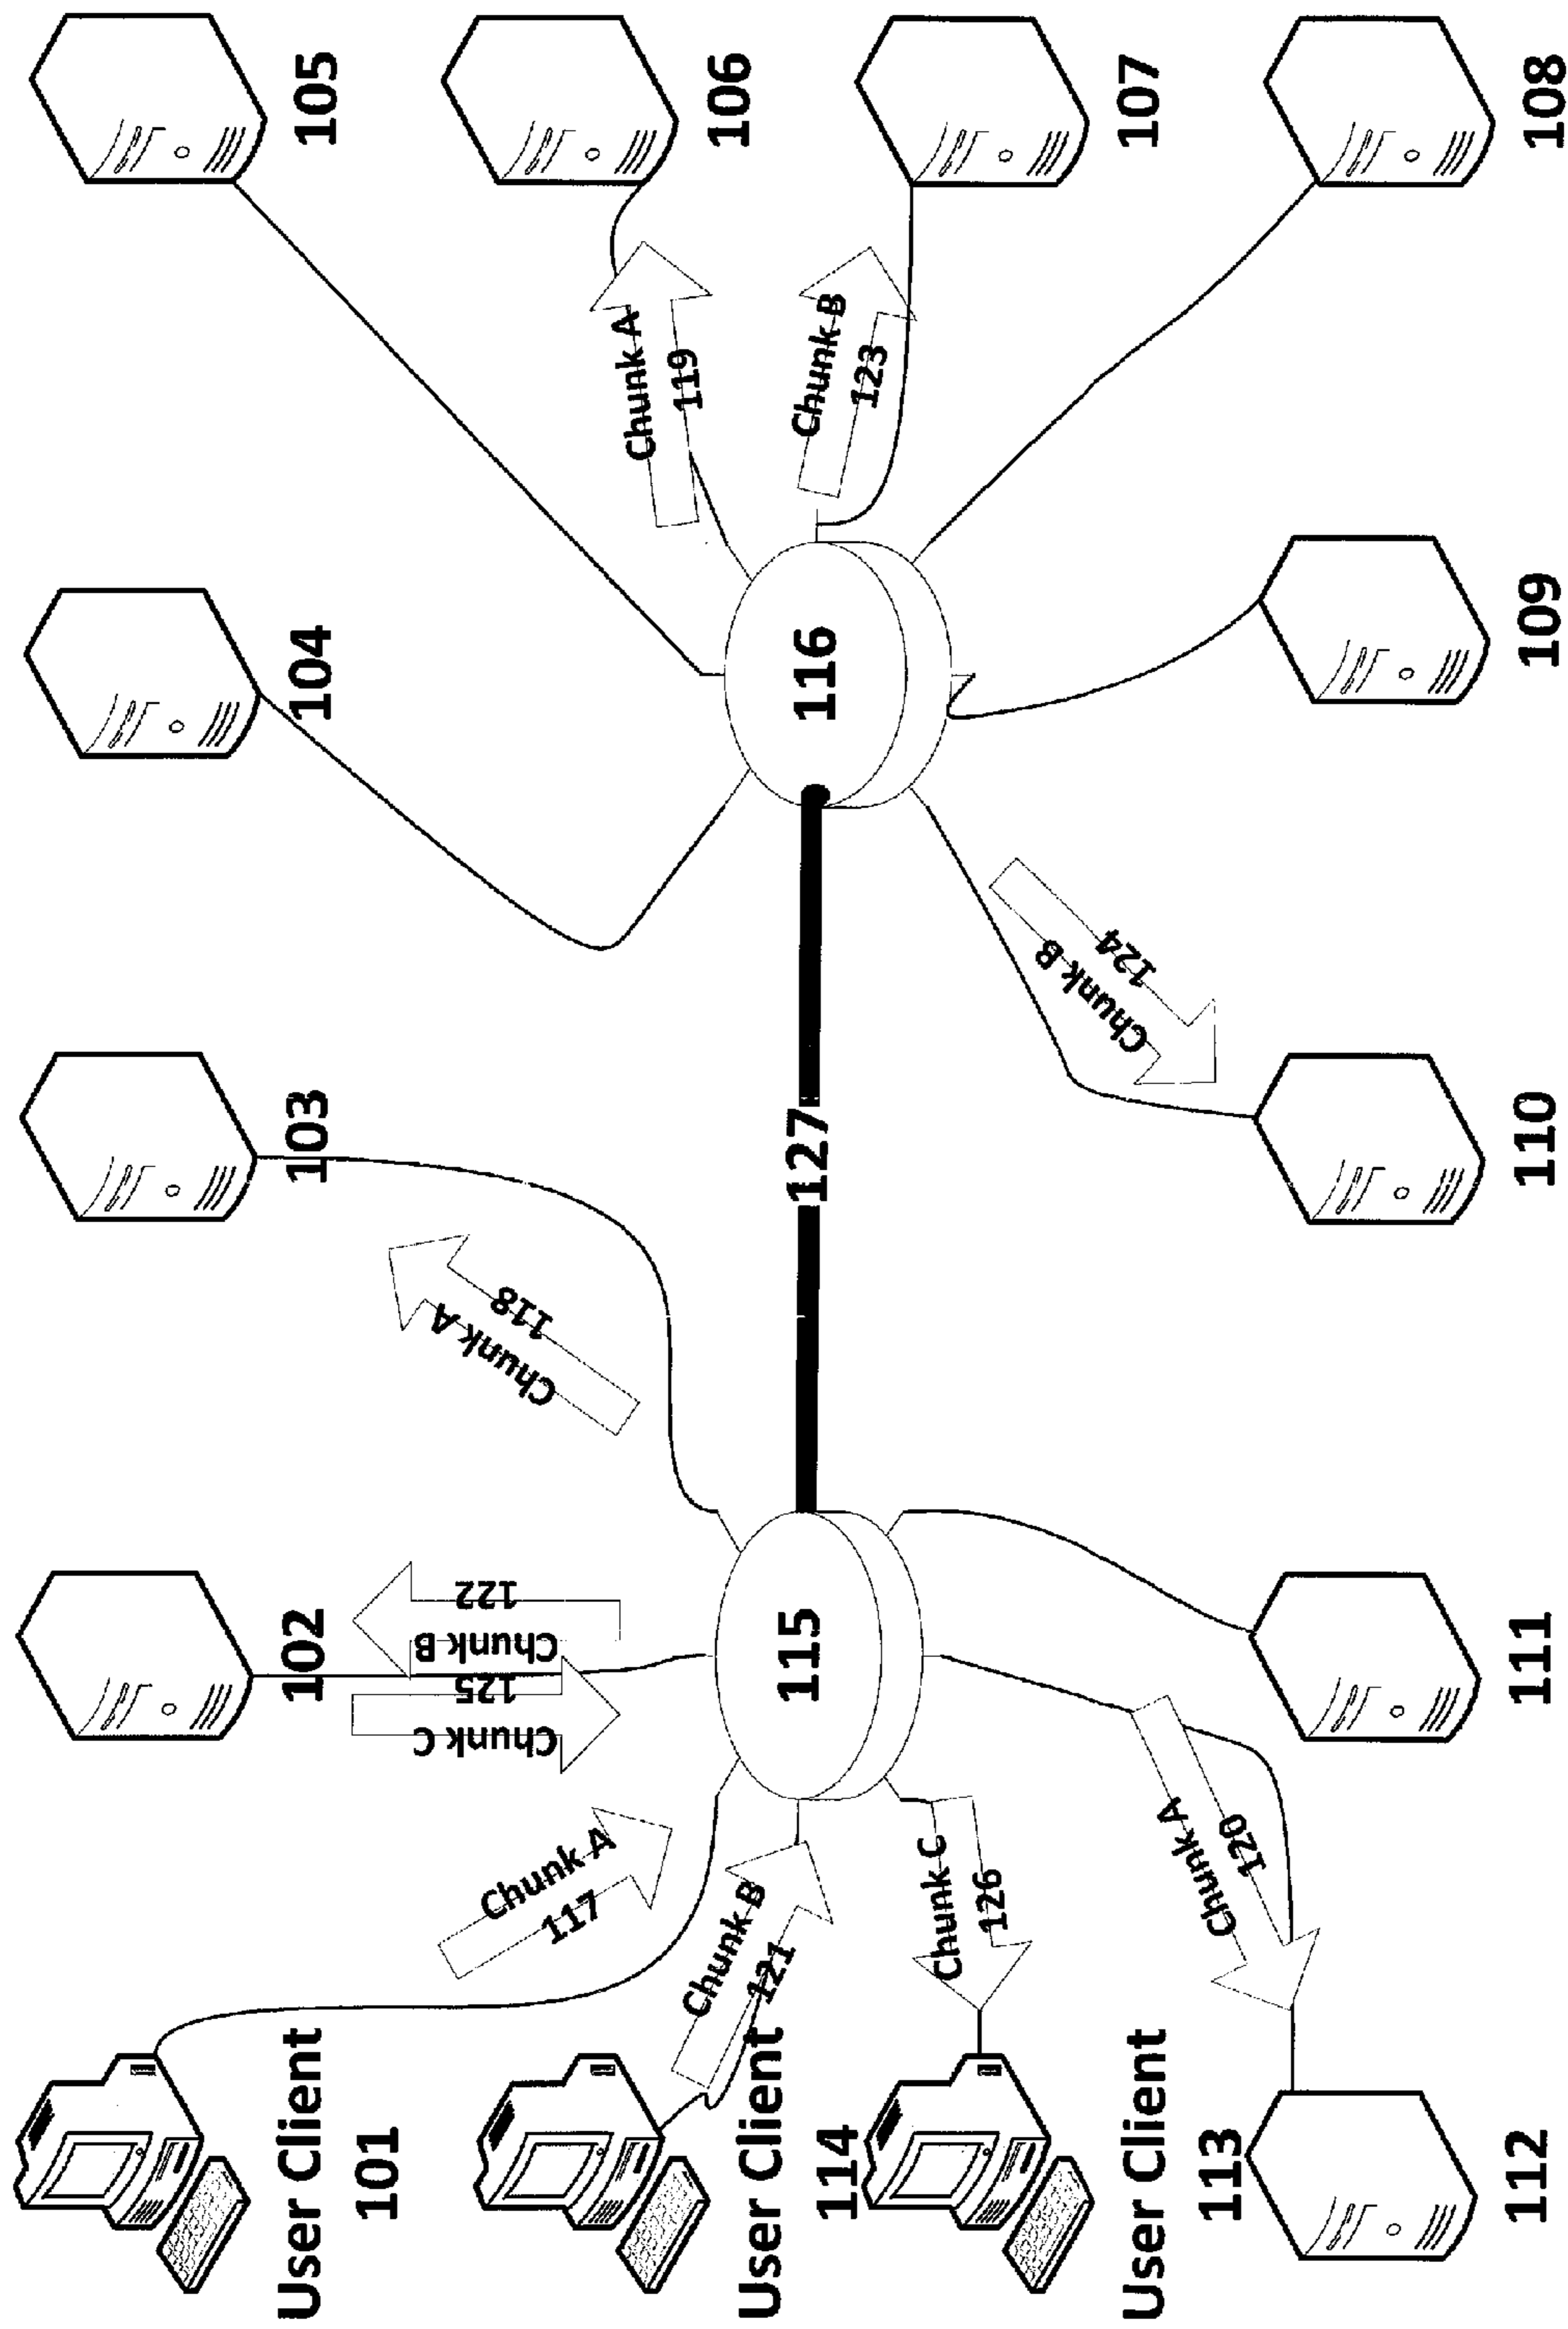 User Client
101
102
103
104
105
Chunk A
117
Chunk C
125
Chunk B
122
Chunk A
118
Chunk A
119
106
User Client
114
Chunk B
121
115
127
116
Chunk B
123
107
User Client
113
Chunk C
126
Chunk A
120
Chunk B
124
112
111
110
109
108